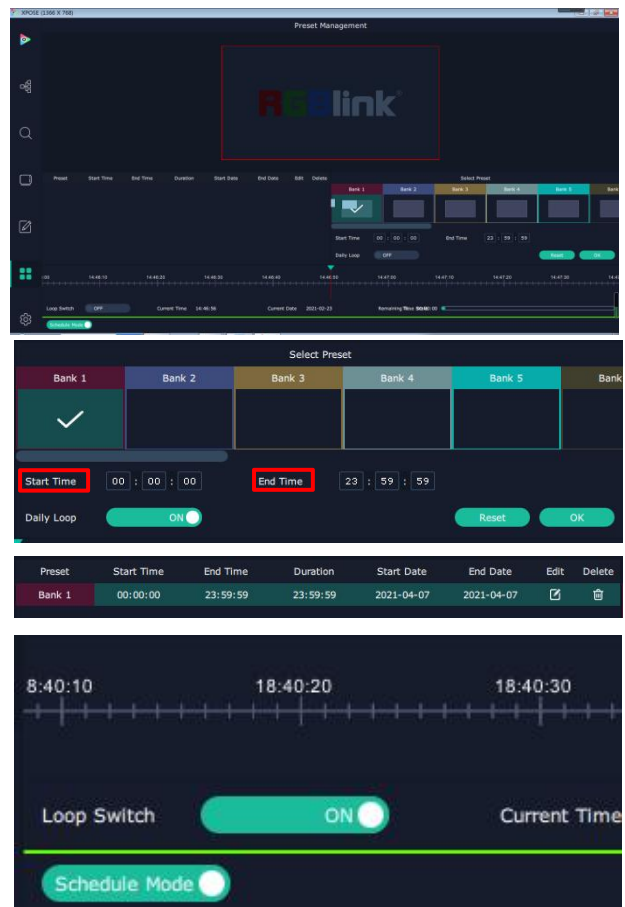 XPOSE (1366 X 768)
Preset Management
RGBlink
Preset Start Time End Time Duration Start Date End Date Edit Delete
Select Preset
Bank 1 Bank 2 Bank 3 Bank 4 Bank 5 Bank
Start Time 00 : 00 : 00 End Time 23 : 59 : 59
Daily Loop OFF Reset OK
14:46:10 14:46:20 14:46:30 14:46:40 14:46:50 14:47:00 14:47:10 14:47:20 14:47:30
Loop Switch OFF Current Time 14:46:56 Current Date 2021-02-23 Remaining
Schedule Mode
Select Preset
Bank 1 Bank 2 Bank 3 Bank 4 Bank 5 Bank
Start Time 00 : 00 : 00 End Time 23 : 59 : 59
Daily Loop ON Reset OK
Preset Start Time End Time Duration Start Date End Date Edit Delete
Bank 1 00:00:00 23:59:59 23:59:59 2021-04-07 2021-04-07
8:40:10 18:40:20 18:40:30
Loop Switch ON Current Time
Schedule Mode